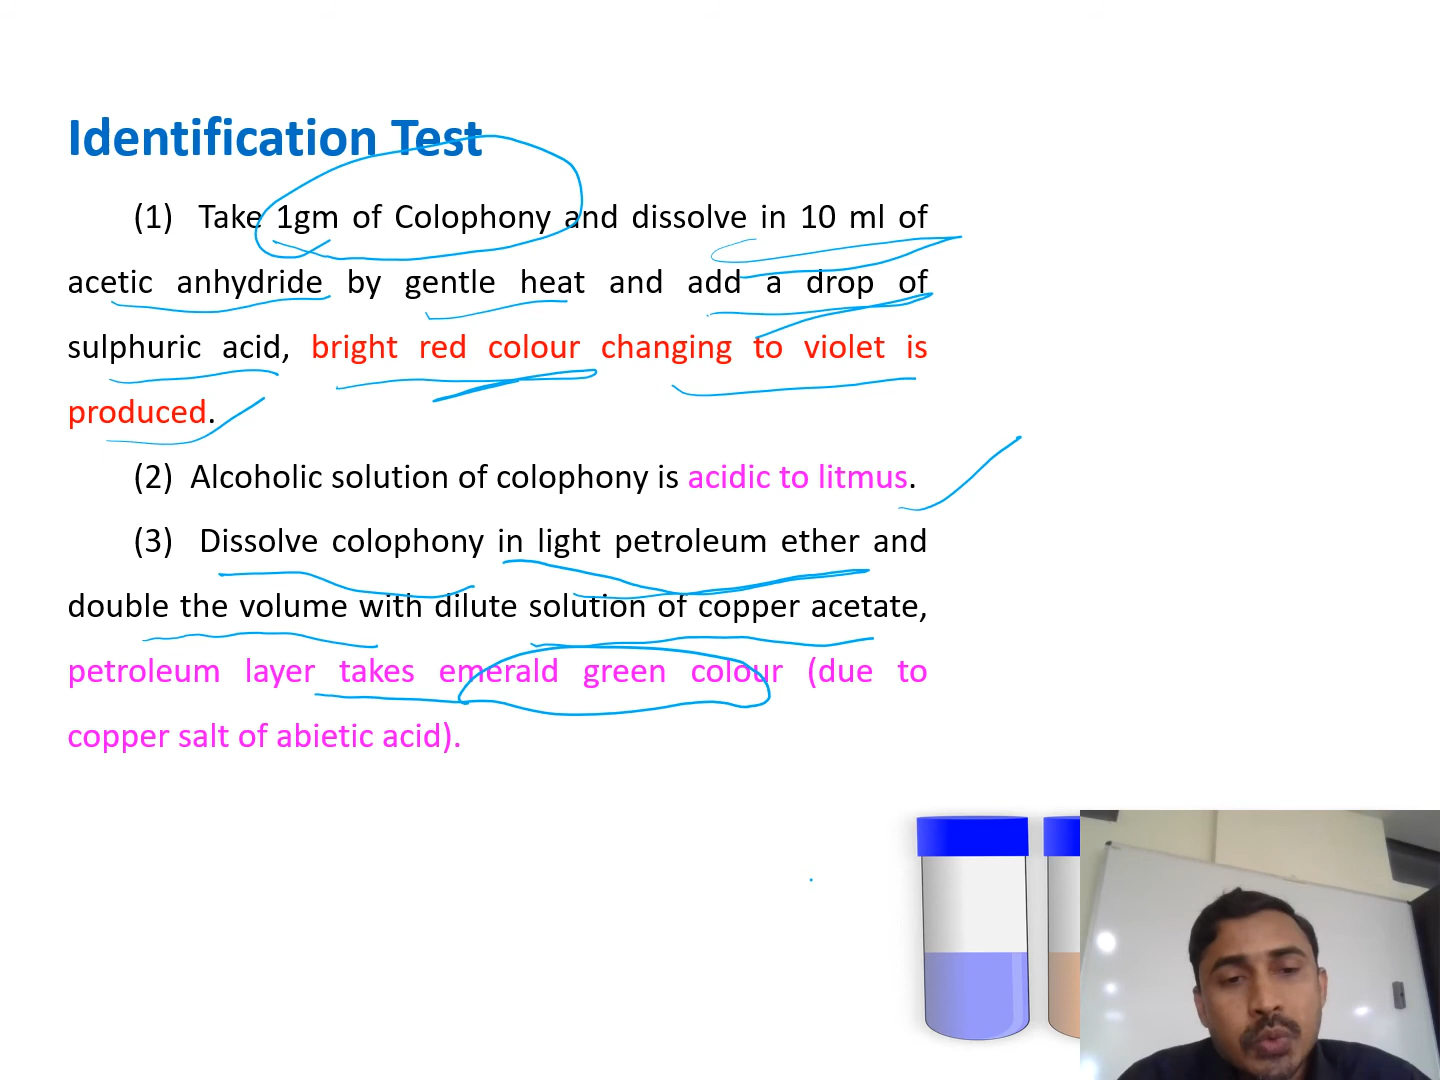 Identification Test
(1) Take 1gm of Colophony and dissolve in 10 ml of
acetic anhydride by gentle heat and add a drop of
sulphuric acid, bright red colour changing to violet is
produced.
(2) Alcoholic solution of colophony is acidic to litmus.
(3) Dissolve colophony in light petroleum ether and
double the volume with dilute solution of copper acetate,
petroleum layer takes emerald green colour (due to
copper salt of abietic acid).